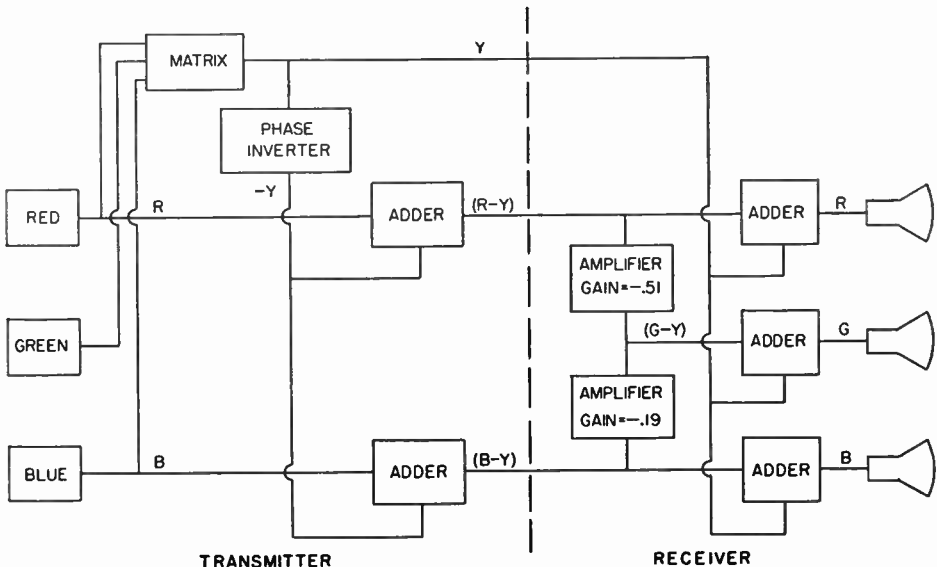 MATRIX
Y
PHASE
INVERTER
-Y
RED
R
ADDER
(R-Y)
ADDER
R
AMPLIFIER
GAIN=-.51
GREEN
(G-Y)
ADDER
G
AMPLIFIER
GAIN=-.19
BLUE
B
ADDER
(B-Y)
ADDER
B
TRANSMITTER
RECEIVER